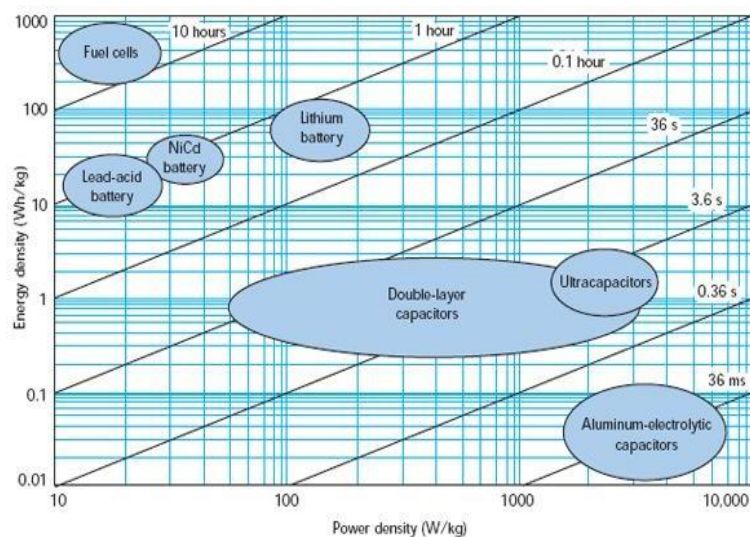 1000
100
10
1
0.1
0.01
Energy density (Wh/kg)
10 hours
1 hour
0.1 hour
36 s
3.6 s
0.36 s
36 ms
Fuel cells
Lithium
battery
NiCd
battery
Lead-acid
battery
Double-layer
capacitors
Ultracapacitors
Aluminum-electrolytic
capacitors
10
100
1000
10,000
Power density (W/kg)